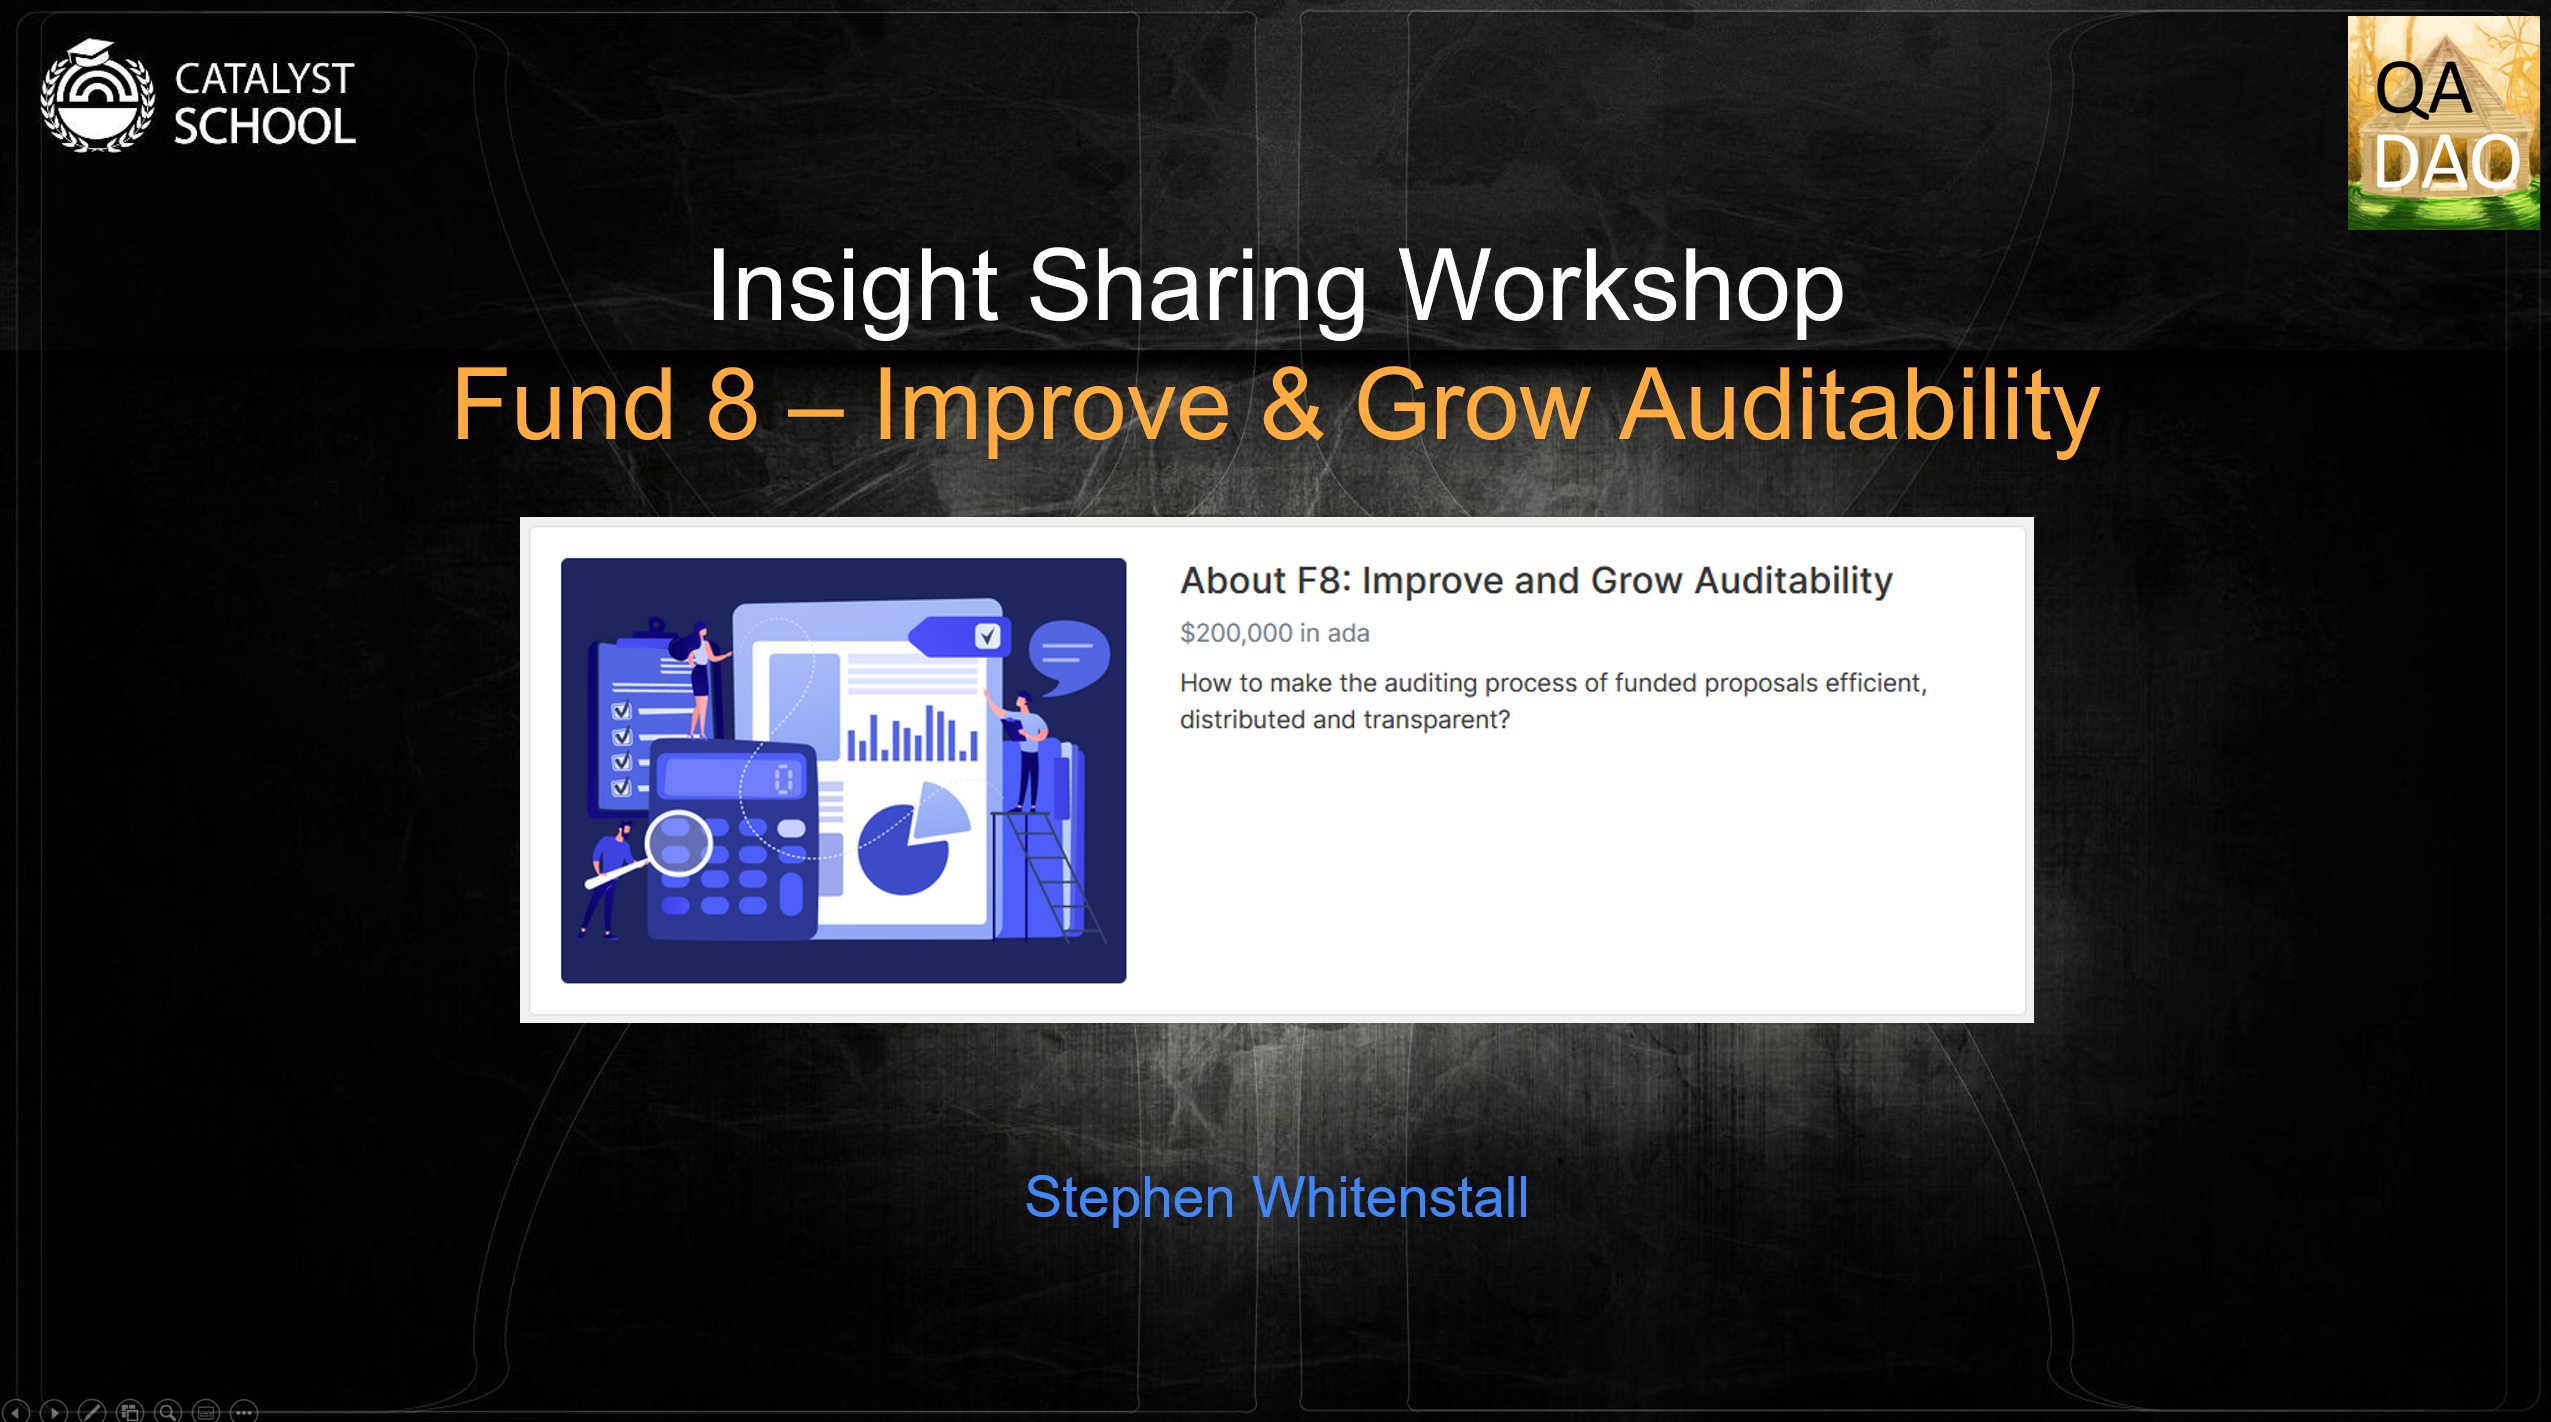 CATALYST
SCHOOL
QA
DAO
Insight Sharing Workshop
Fund 8 – Improve & Grow Auditability
About F8: Improve and Grow Auditability
$200,000 in ada
How to make the auditing process of funded proposals efficient,
distributed and transparent?
0
Stephen Whitenstall